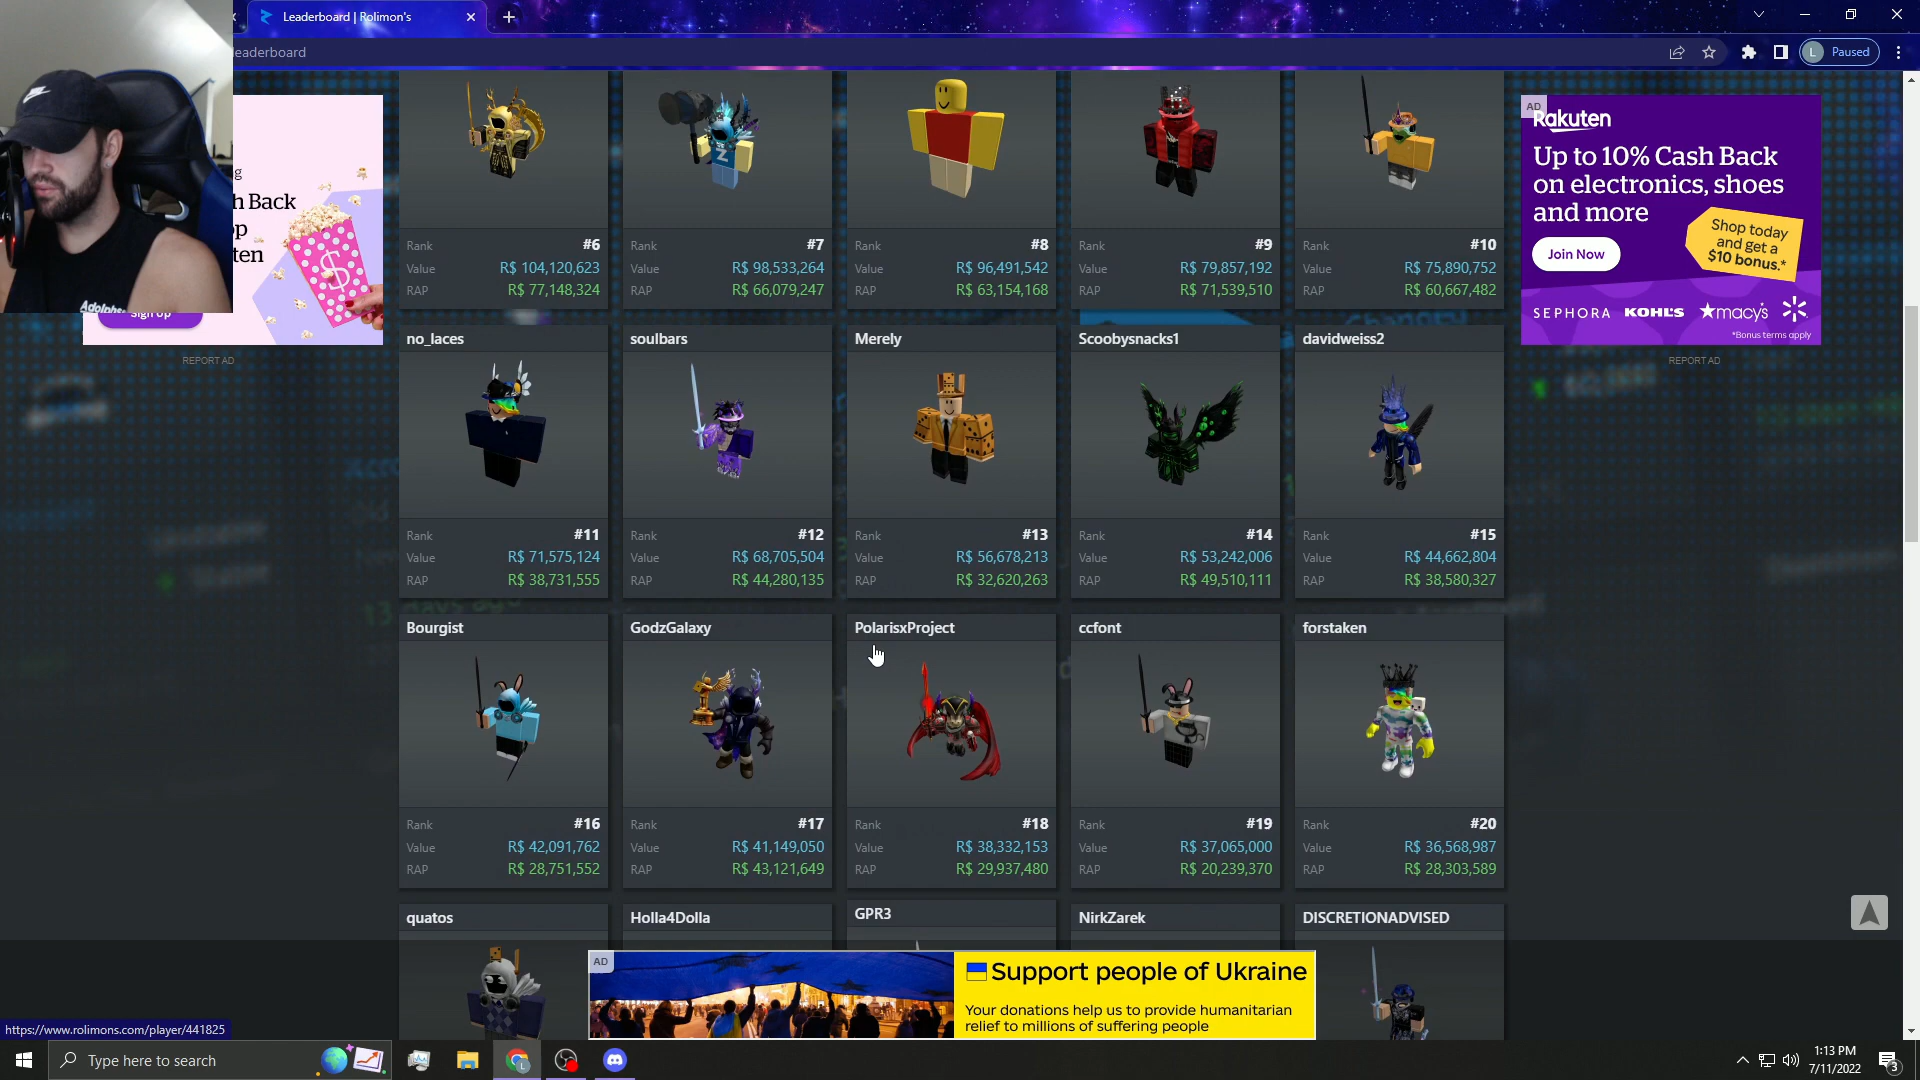 Leaderboard | Rolimon's
leaderboard
L Paused
g
h Back
op
ten
Sign Up
REPORT AD
Adolphs
Rank #6
Value R$ 104,120,623
RAP R$ 77,148,324
Rank #7
Value R$ 98,533,264
RAP R$ 66,079,247
Rank #8
Value R$ 96,491,542
RAP R$ 63,154,168
Rank #9
Value R$ 79,857,192
RAP R$ 71,539,510
Rank #10
Value R$ 75,890,752
RAP R$ 60,667,482
AD
Rakuten
Up to 10% Cash Back
on electronics, shoes
and more
Shop today
and get a
$10 bonus.*
Join Now
SEPHORA KOHL'S ★macy's
*Bonus terms apply
REPORT AD
no_laces
Rank #11
Value R$ 71,575,124
RAP R$ 38,731,555
soulbars
Z
Rank #12
Value R$ 68,705,504
RAP R$ 44,280,135
Merely
Rank #13
Value R$ 56,678,213
RAP R$ 32,620,263
Scoobysnacks1
Rank #14
Value R$ 53,242,006
RAP R$ 49,510,111
davidweiss2
Rank #15
Value R$ 44,662,804
RAP R$ 38,580,327
Bourgist
Rank #16
Value R$ 42,091,762
RAP R$ 28,751,552
GodzGalaxy
Rank #17
Value R$ 41,149,050
RAP R$ 43,121,649
PolarisxProject
Rank #18
Value R$ 38,332,153
RAP R$ 29,937,480
ccfont
Rank #19
Value R$ 37,065,000
RAP R$ 20,239,370
forstaken
Rank #20
Value R$ 36,568,987
RAP R$ 28,303,589
quatos
Holla4Dolla
GPR3
NirkZarek
DISCRETIONADVISED
AD
Support people of Ukraine
Your donations help us to provide humanitarian
relief to millions of suffering people
https://www.rolimons.com/player/441825
Type here to search
1:13 PM
7/11/2022
3